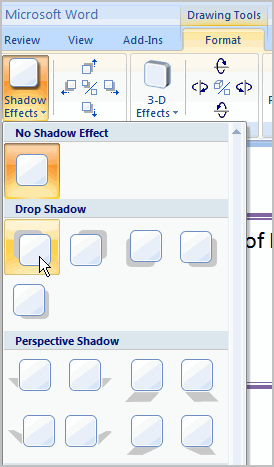 Microsoft Word
Drawing Tools
Review View Add-Ins Format
Shadow Effects
3-D Effects
No Shadow Effect
Drop Shadow
of
Perspective Shadow